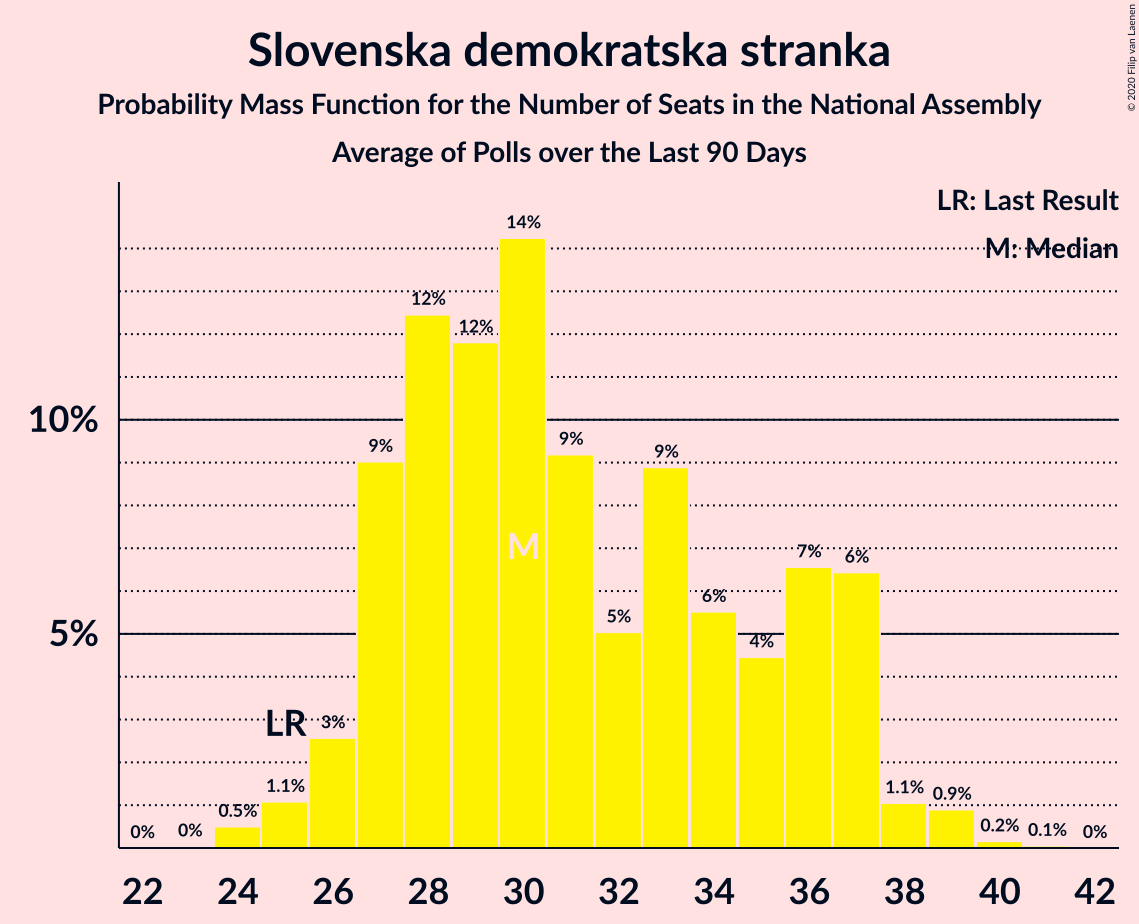 Slovenska demokratska stranka
Probability Mass Function for the Number of Seats in the National Assembly
Average of Polls over the Last 90 Days
© 2020 Filip van Laenen
LR: Last Result
M: Median
10%
5%
0% 0% 0.5% 1.1% 3% 9% 12% 12% 14% 9% 5% 9% 6% 4% 7% 6% 1.1% 0.9% 0.2% 0.1% 0%
LR
M
22 24 26 28 30 32 34 36 38 40 42